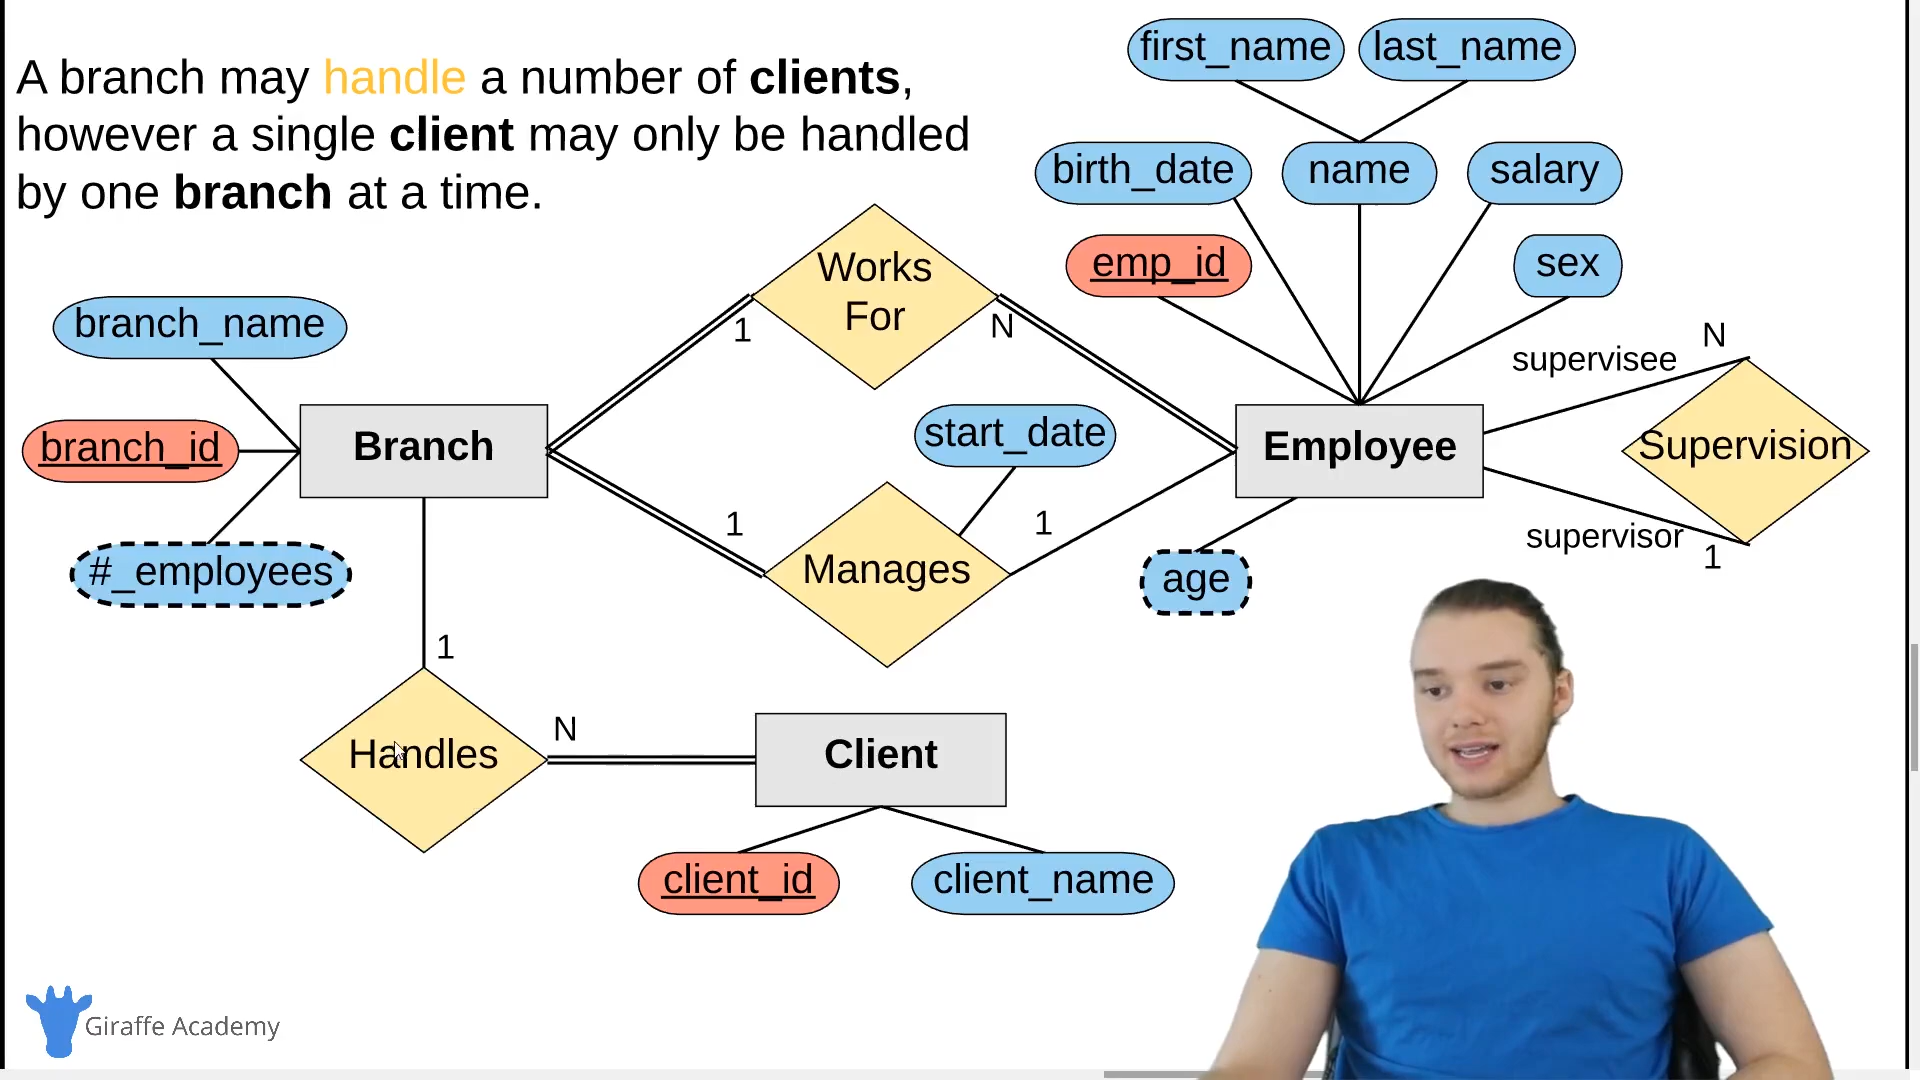 A branch may handle a number of clients,
however a single client may only be handled
by one branch at a time.
first_name
last_name
birth_date
name
salary
emp_id
sex
branch_name
branch_id
#_employees
Branch
Works
For
1
N
start_date
Manages
1
1
Employee
age
supervisee
N
Supervision
supervisor
1
1
Handles
N
Client
client_id
client_name
Giraffe Academy